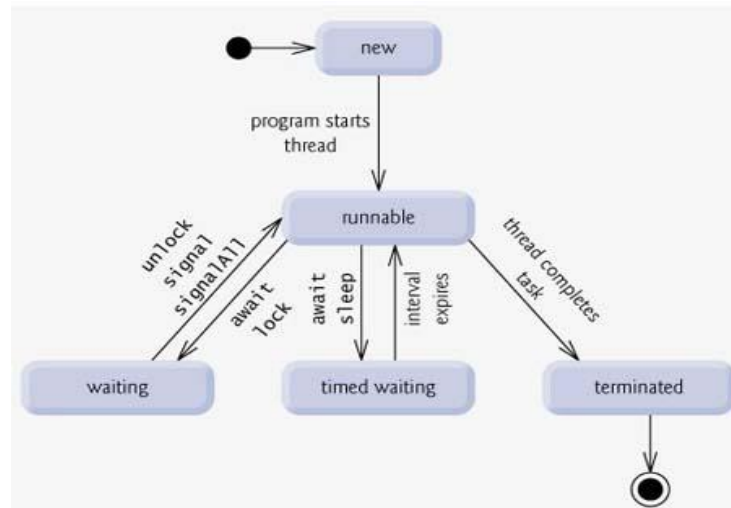 new
program starts
thread
runnable
unlock
signal
signalAll
await
lock
await
sleep
interval
expires
thread completes
task
waiting
timed waiting
terminated